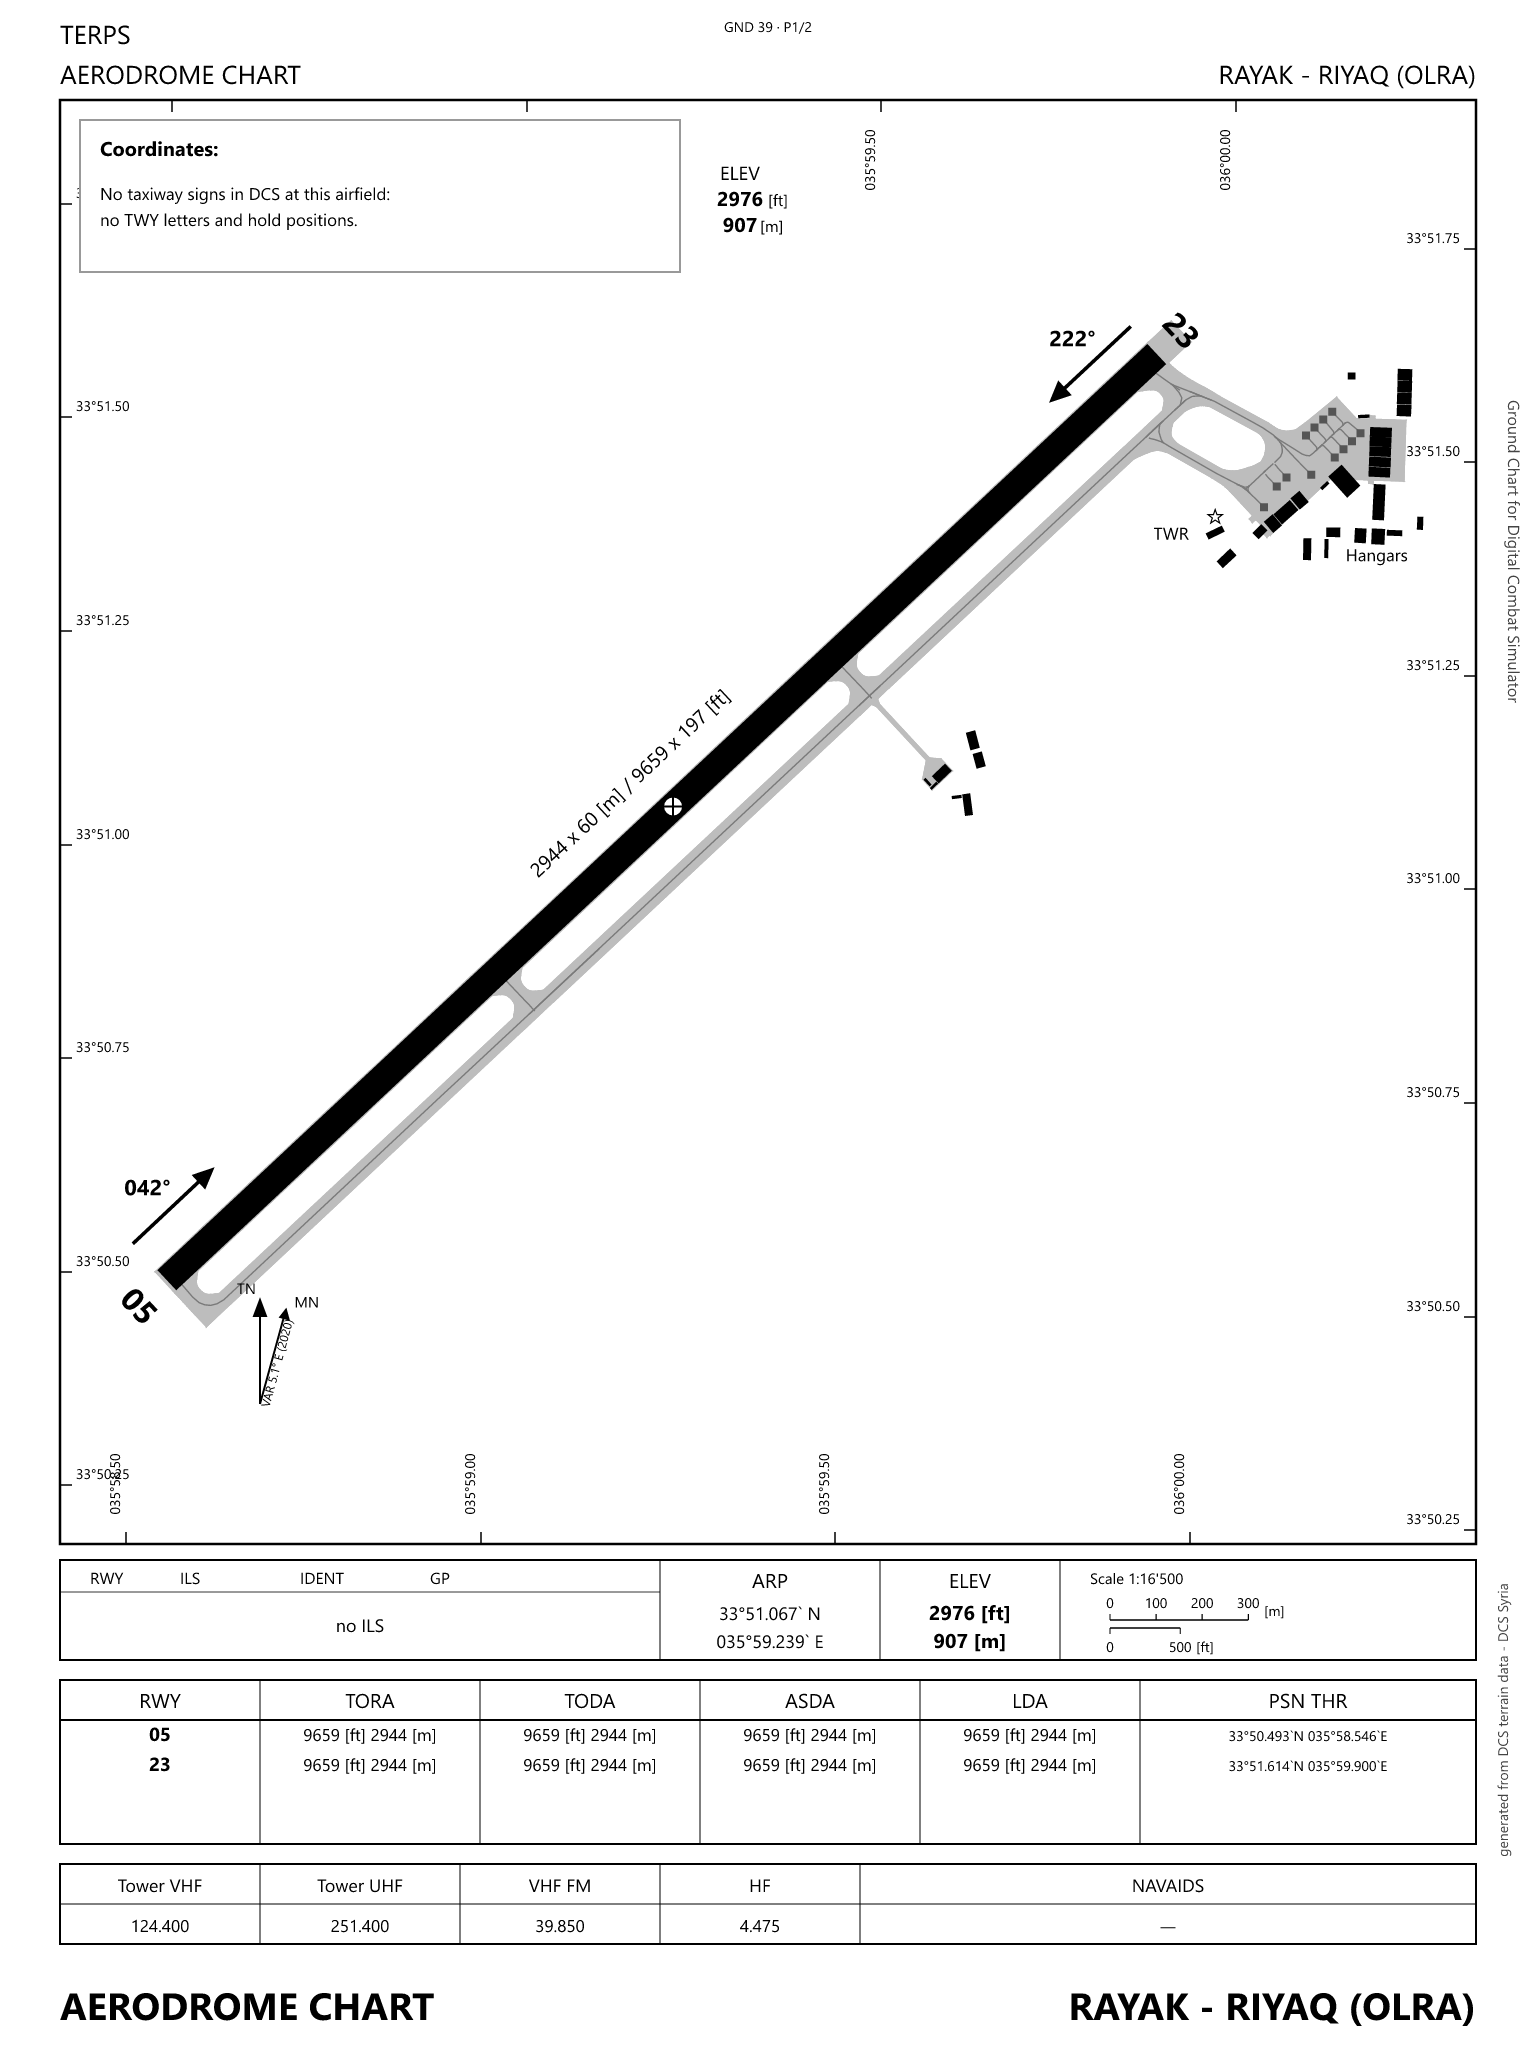 TERPS
GND 39 · P1/2
AERODROME CHART
RAYAK - RIYAQ (OLRA)
Coordinates:
No taxiway signs in DCS at this airfield:
no TWY letters and hold positions.
ELEV
2976 [ft]
907 [m]
035°59.50
036°00.00
33°51.75
23
222°
33°51.50
33°51.50
TWR
Hangars
33°51.25
33°51.25
2944 x 60 [m] / 9659 x 197 [ft]
33°51.00
33°51.00
33°50.75
33°50.75
042°
33°50.50
05
TN
MN
VAR 5.1° E (2020)
33°50.50
33°50.25
035°58.50
035°59.00
035°59.50
036°00.00
33°50.25
Ground Chart for Digital Combat Simulator
RWY ILS IDENT GP
no ILS
ARP
33°51.067` N
035°59.239` E
ELEV
2976 [ft]
907 [m]
Scale 1:16'500
0 100 200 300 [m]
0 500 [ft]
RWY TORA TODA ASDA LDA PSN THR
05 9659 [ft] 2944 [m] 9659 [ft] 2944 [m] 9659 [ft] 2944 [m] 9659 [ft] 2944 [m] 33°50.493`N 035°58.546`E
23 9659 [ft] 2944 [m] 9659 [ft] 2944 [m] 9659 [ft] 2944 [m] 9659 [ft] 2944 [m] 33°51.614`N 035°59.900`E
generated from DCS terrain data - DCS Syria
Tower VHF Tower UHF VHF FM HF NAVAIDS
124.400 251.400 39.850 4.475 —
AERODROME CHART
RAYAK - RIYAQ (OLRA)